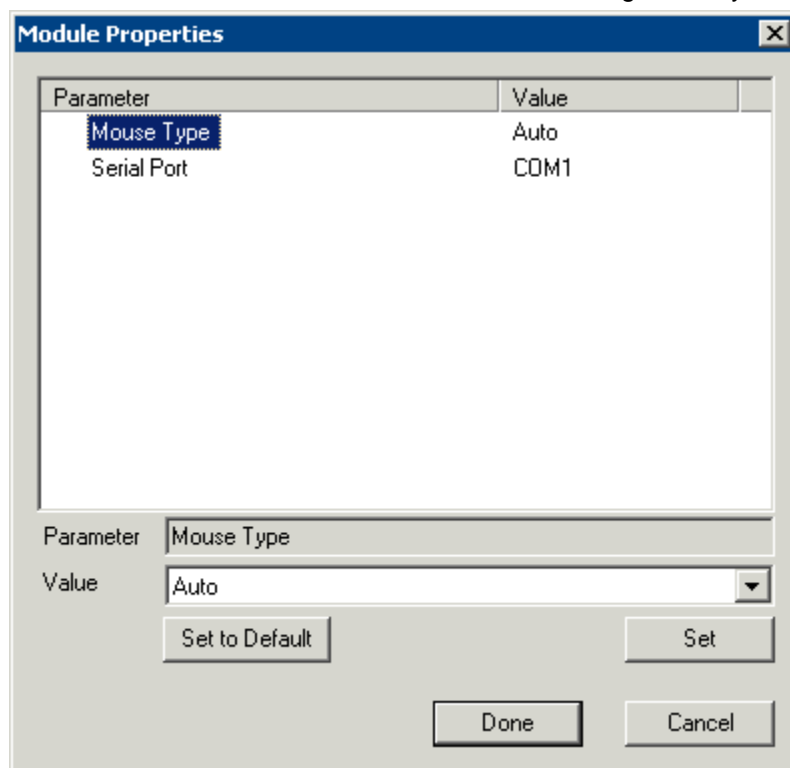 Module Properties
Parameter Value
Mouse Type Auto
Serial Port COM1
Parameter Mouse Type
Value Auto
Set to Default Set
Done Cancel